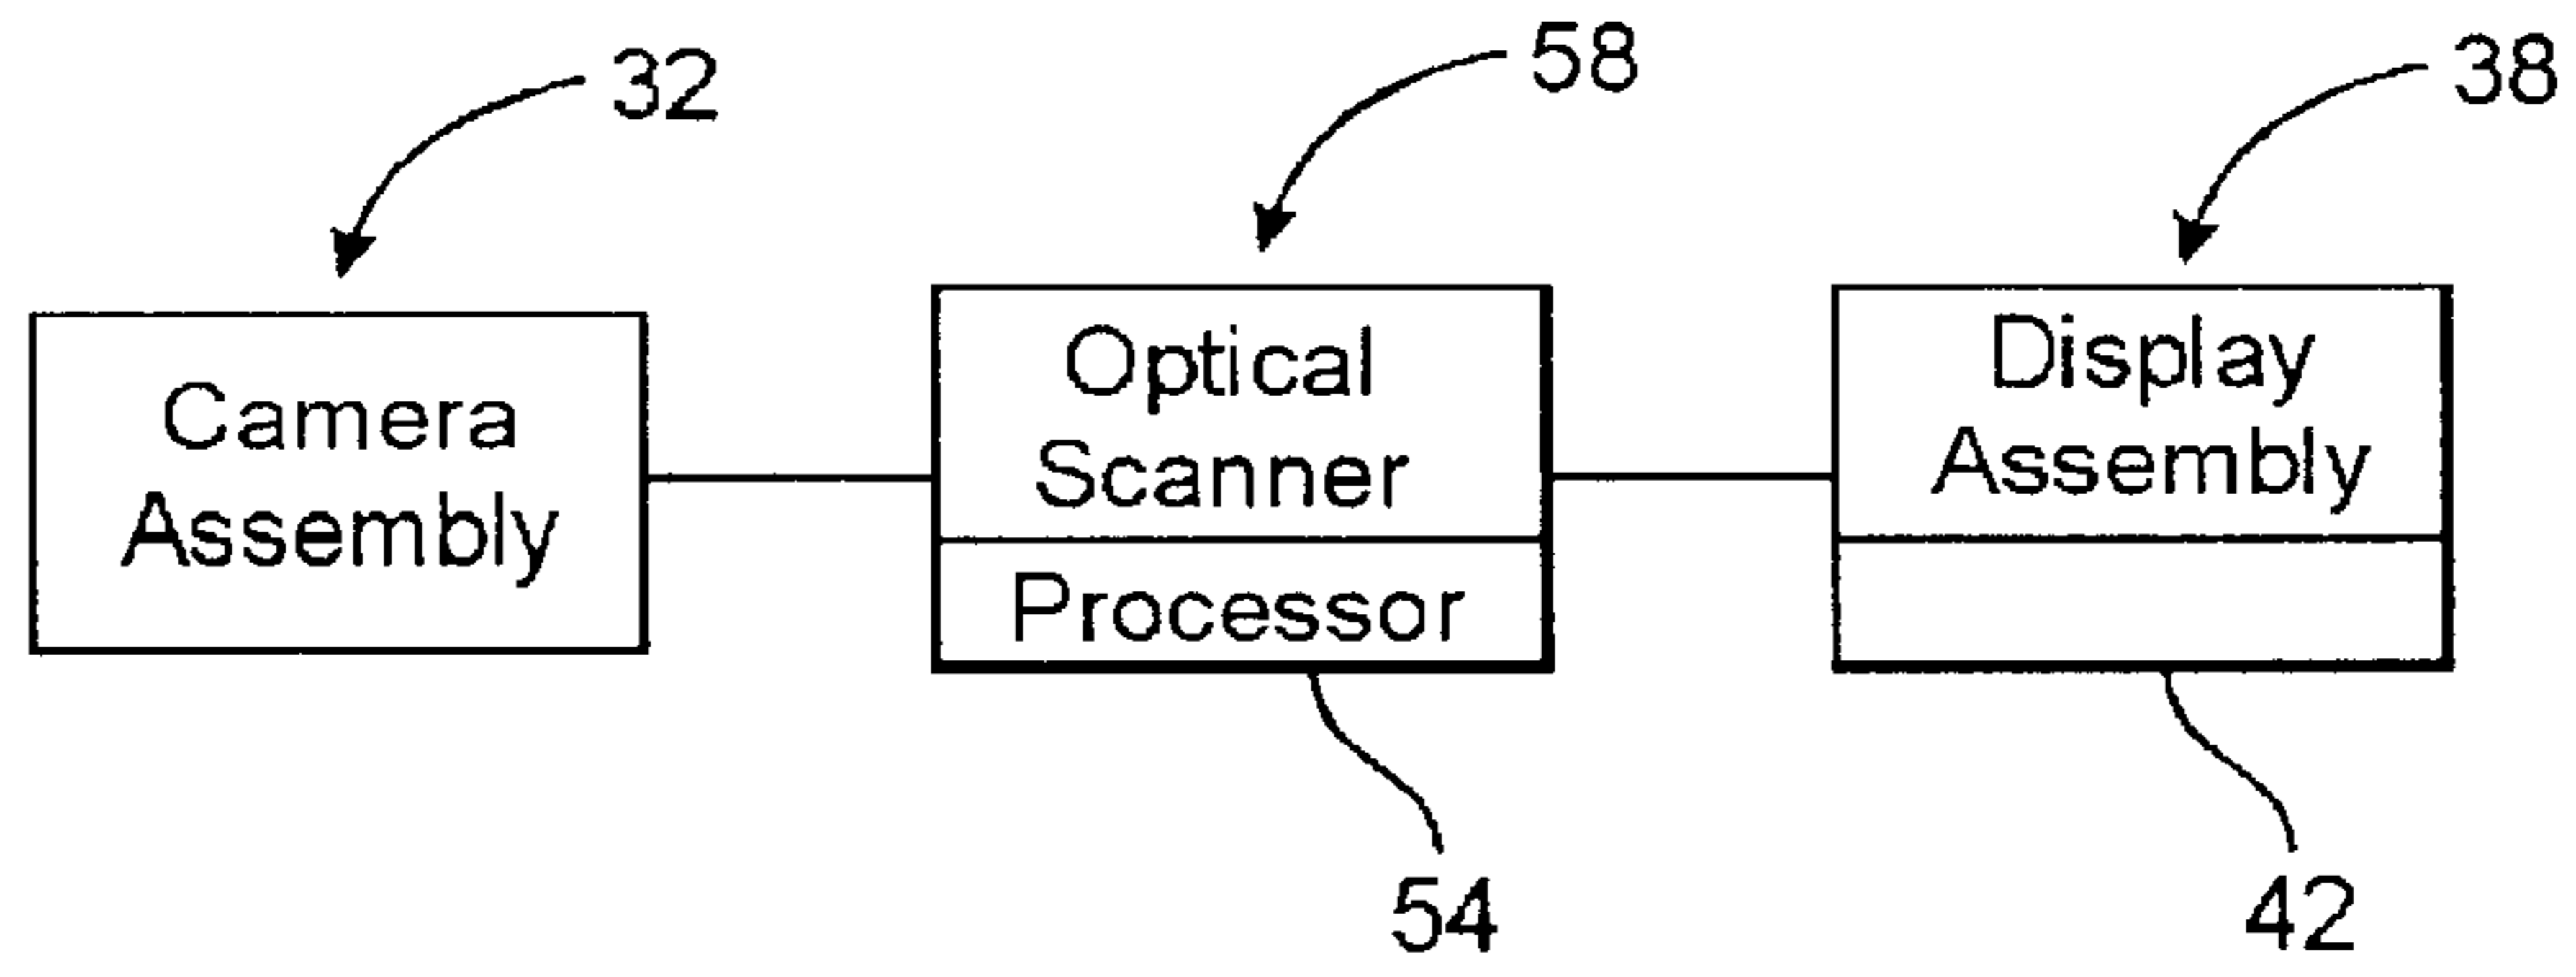 32
58
38
Camera
Assembly
Optical
Scanner
Processor
Display
Assembly
54
42